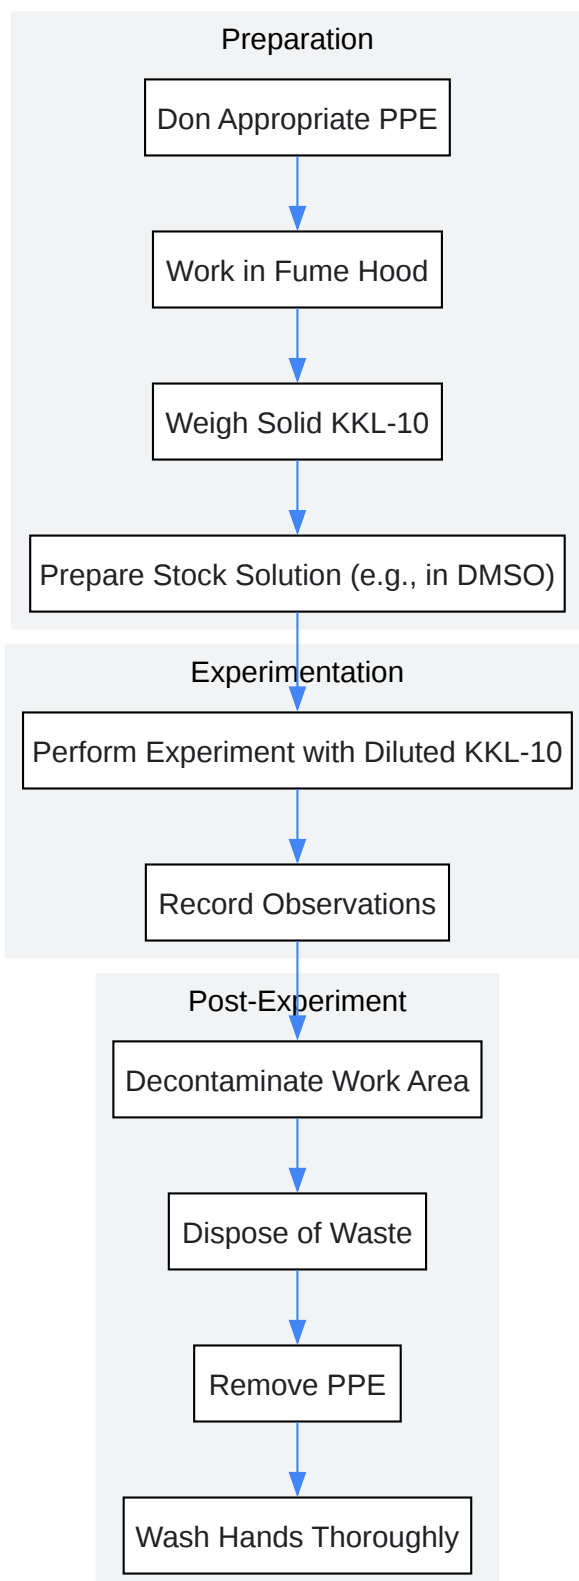 Preparation
Don Appropriate PPE
Work in Fume Hood
Weigh Solid KKL-10
Prepare Stock Solution (e.g., in DMSO)
Experimentation
Perform Experiment with Diluted KKL-10
Record Observations
Post-Experiment
Decontaminate Work Area
Dispose of Waste
Remove PPE
Wash Hands Thoroughly